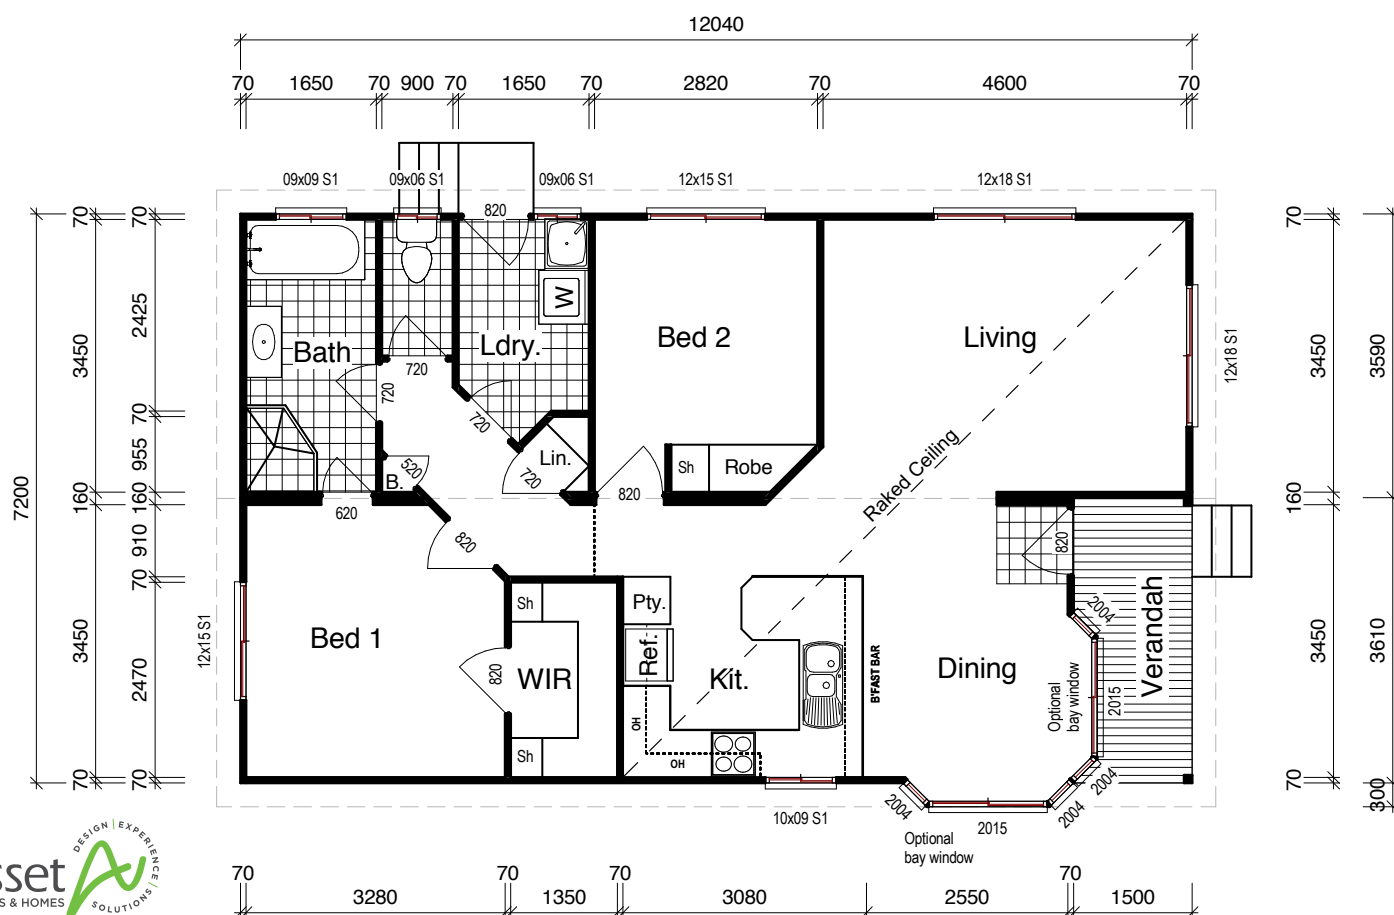 12040
70 1650 70 900 70 1650 70 2820 70 4600 70
09x09 S1 09x06 S1 09x06 S1 12x15 S1 12x18 S1
820
7200
70 3450 160 3450 70
70 2425 70 955 160 910 70 2470 70
Bath
720
720
Ldry.
W
720
Lin.
720
B.
520
620
820
Bed 2
Sh Robe
820
Living
Raked Ceiling
12x18 S1
70 3450 160 3450 70
3590 3610 300
12x15 S1
Bed 1
Sh
WIR
820
Sh
Pty.
Ref.
Kit.
OH
OH
B'FAST BAR
10x09 S1
Dining
820
Verandah
2004
2015
Optional
bay window
2004
2004
2004
2015
Optional
bay window
70 3280 70 1350 70 3080 2550 70 1500
DESIGN | EXPERIENCE | SOLUTIONS
sset
S & HOMES